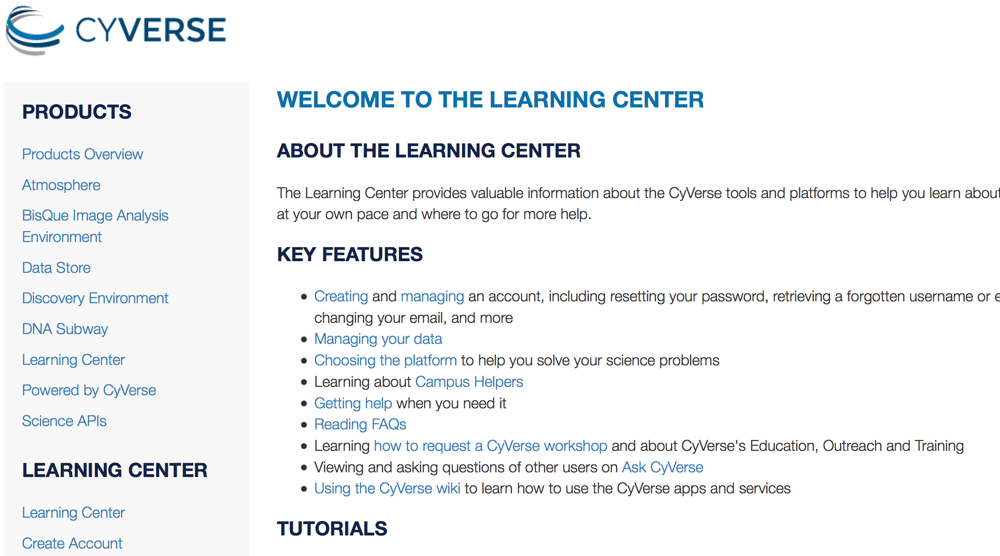 CYVERSE
PRODUCTS
Products Overview
Atmosphere
BisQue Image Analysis
Environment
Data Store
Discovery Environment
DNA Subway
Learning Center
Powered by CyVerse
Science APIs
LEARNING CENTER
Learning Center
Create Account
WELCOME TO THE LEARNING CENTER
ABOUT THE LEARNING CENTER
The Learning Center provides valuable information about the CyVerse tools and platforms to help you learn about
at your own pace and where to go for more help.
KEY FEATURES
Creating and managing an account, including resetting your password, retrieving a forgotten username or
changing your email, and more
Managing your data
Choosing the platform to help you solve your science problems
Learning about Campus Helpers
Getting help when you need it
Reading FAQs
Learning how to request a CyVerse workshop and about CyVerse's Education, Outreach and Training
Viewing and asking questions of other users on Ask CyVerse
Using the CyVerse wiki to learn how to use the CyVerse apps and services
TUTORIALS